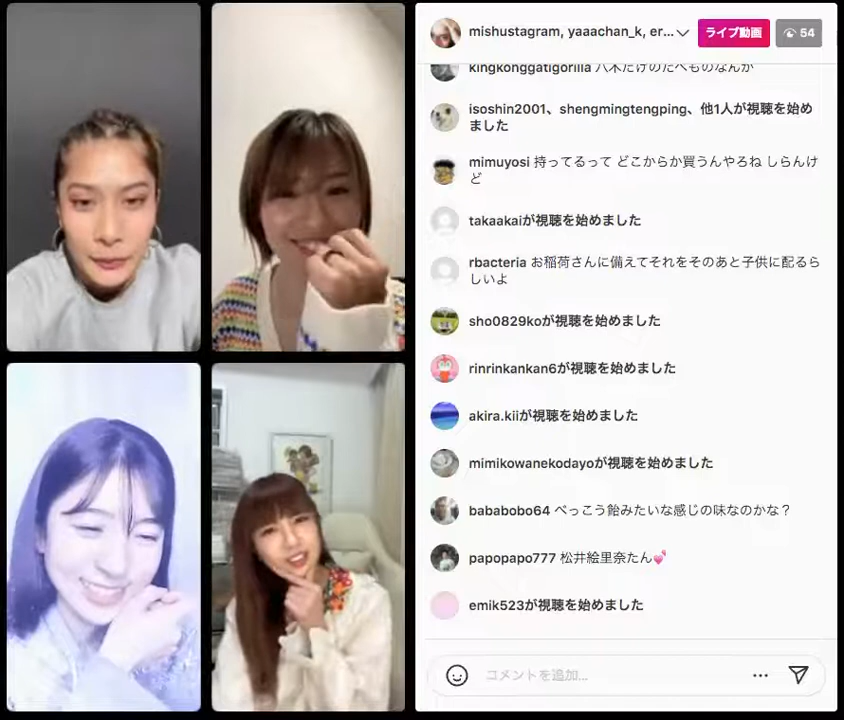 mishustagram, yaaachan_k, er...
ライブ動画
54
kingkonggatigorilla 八木だけのたべものなんか
isoshin2001、shengmingtengping、他1人が視聴を始め
ました
mimuyosi 持ってるって どこからか買うんやろね しらんけ
ど
takaakaiが視聴を始めました
rbacteria お稲荷さんに備えてそれをそのあと子供に配るら
しいよ
sho0829koが視聴を始めました
rinrinkankan6が視聴を始めました
akira.kiiが視聴を始めました
mimikowanekodayoが視聴を始めました
bababobo64 べっこう飴みたいな感じの味なのかな？
papopapo777 松井絵里奈たん💕
emik523が視聴を始めました
コメントを追加...